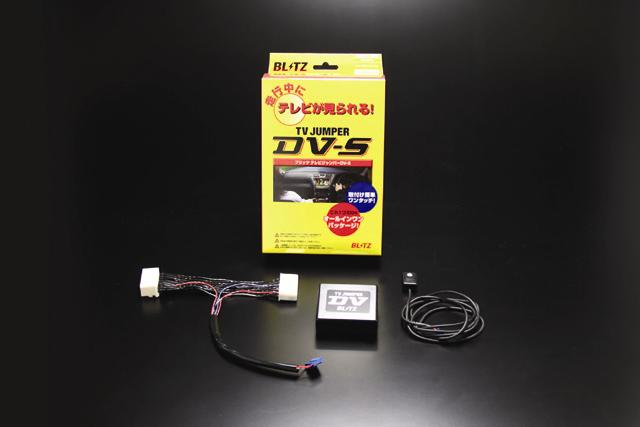 BLITZ
走行中に
テレビが見られる!
TV JUMPER
DV-S
ブリッツ テレビジャンパーDV-S
取付け簡単
ワンタッチ!
オールインワン
パッケージ!
BLITZ
TV JUMPER
DV
BLITZ